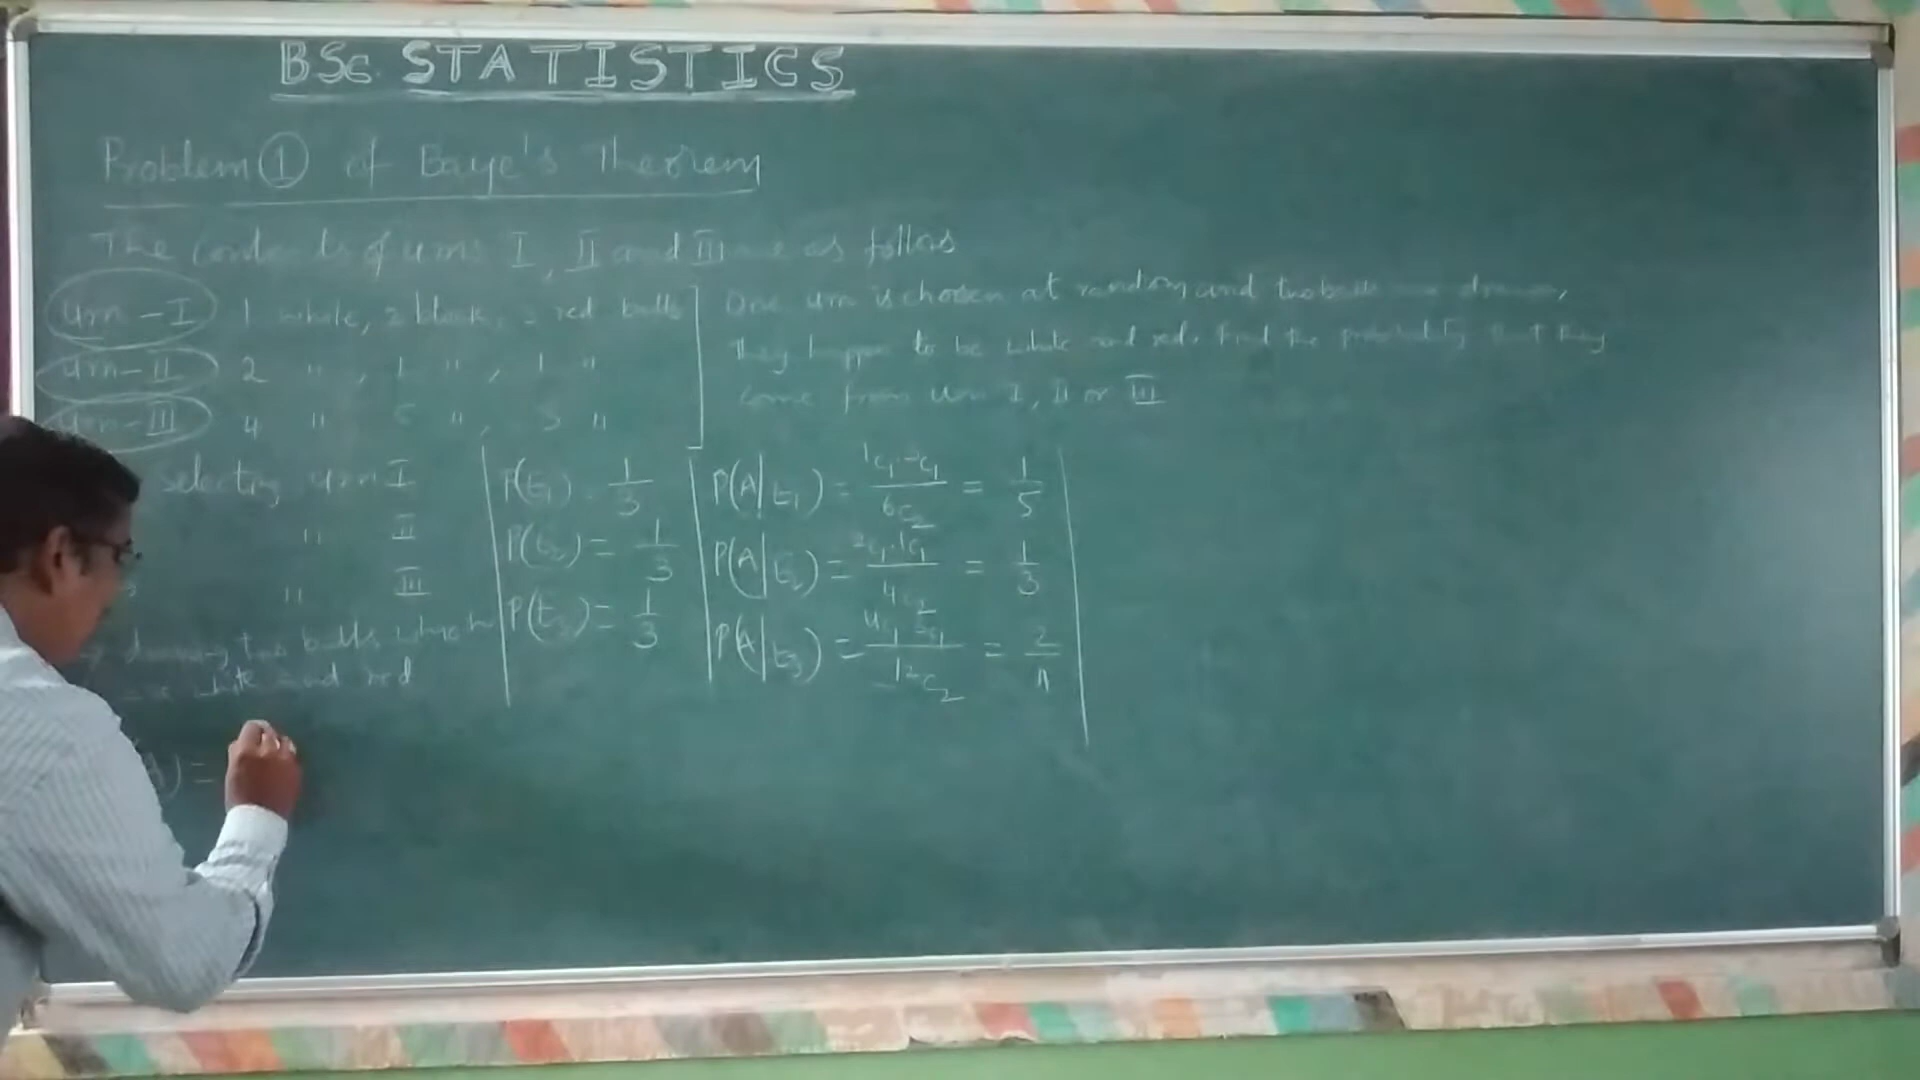 BSc. STATISTICS
Problem ① of Baye's Theorem
The contents of urns I, II and III are as follows
Urn - I 1 white, 2 black, 3 red balls
Urn - II 2 " , 1 " , 1 "
Urn - III 4 " 5 " , 3 "
One urn is chosen at random and two balls are drawn,
They happen to be white and red. Find the probability that they
come from urn I, II or III
selecting urn I
" II
" III
drawing two balls which
are white and red
P(E₁) = 1/3
P(E₂) = 1/3
P(E₃) = 1/3
P(A|E₁) = ¹C₁·³C₁ / ⁶C₂ = 1/5
P(A|E₂) = ²C₁·¹C₁ / ⁴C₂ = 1/3
P(A|E₃) = / ¹²C₂ = 2/11
) =